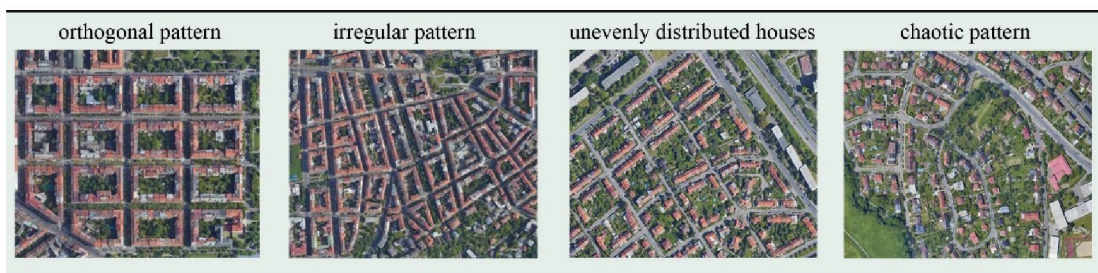 orthogonal pattern
irregular pattern
unevenly distributed houses
chaotic pattern